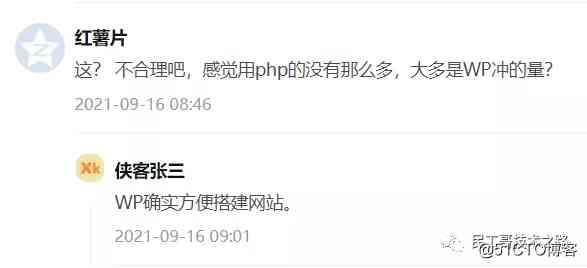 红薯片
这? 不合理吧，感觉用php的没有那么多，大多是WP冲的量?
2021-09-16 08:46
Xk
侠客张三
WP确实方便搭建网站。
2021-09-16 09:01
民工哥技术之路
@51CTO博客